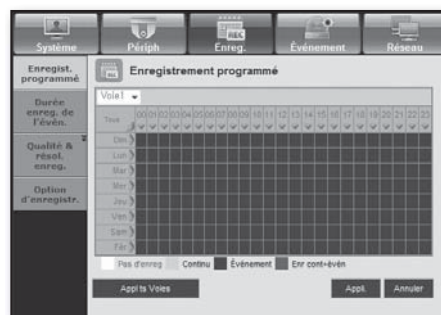 Système Périph Enreg. Événement Réseau
REC
Enregist. programmé
Durée enreg. de l'évén.
Qualité & résol. enreg.
Option d'enregistr.
Enregistrement programmé
Voie1
Tous 00 01 02 03 04 05 06 07 08 09 10 11 12 13 14 15 16 17 18 19 20 21 22 23
Dim
Lun
Mar
Mer
Jeu
Ven
Sam
Fér
Pas d'enreg Continu Événement Enr cont+évén
Appl ts Voies Appli. Annuler